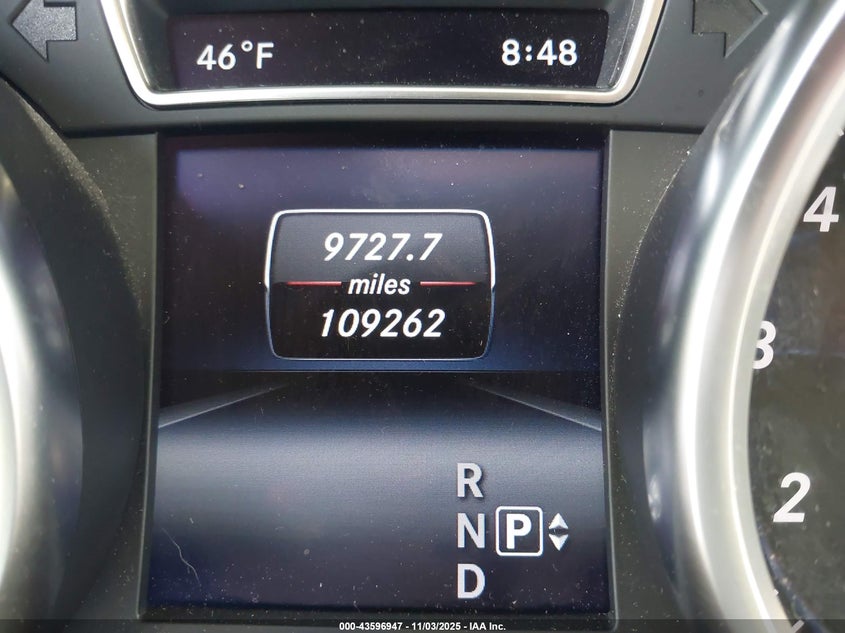 46°F 8:48
9727.7
miles
109262
4
3
2
R
N P
D
000-43596947 - 11/03/2025 - IAA Inc.